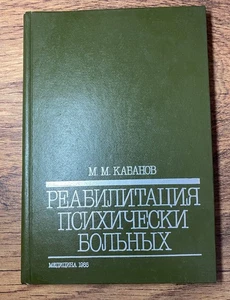 М. М. КАБАНОВ
РЕАБИЛИТАЦИЯ
ПСИХИЧЕСКИ
БОЛЬНЫХ
МЕДИЦИНА 1985